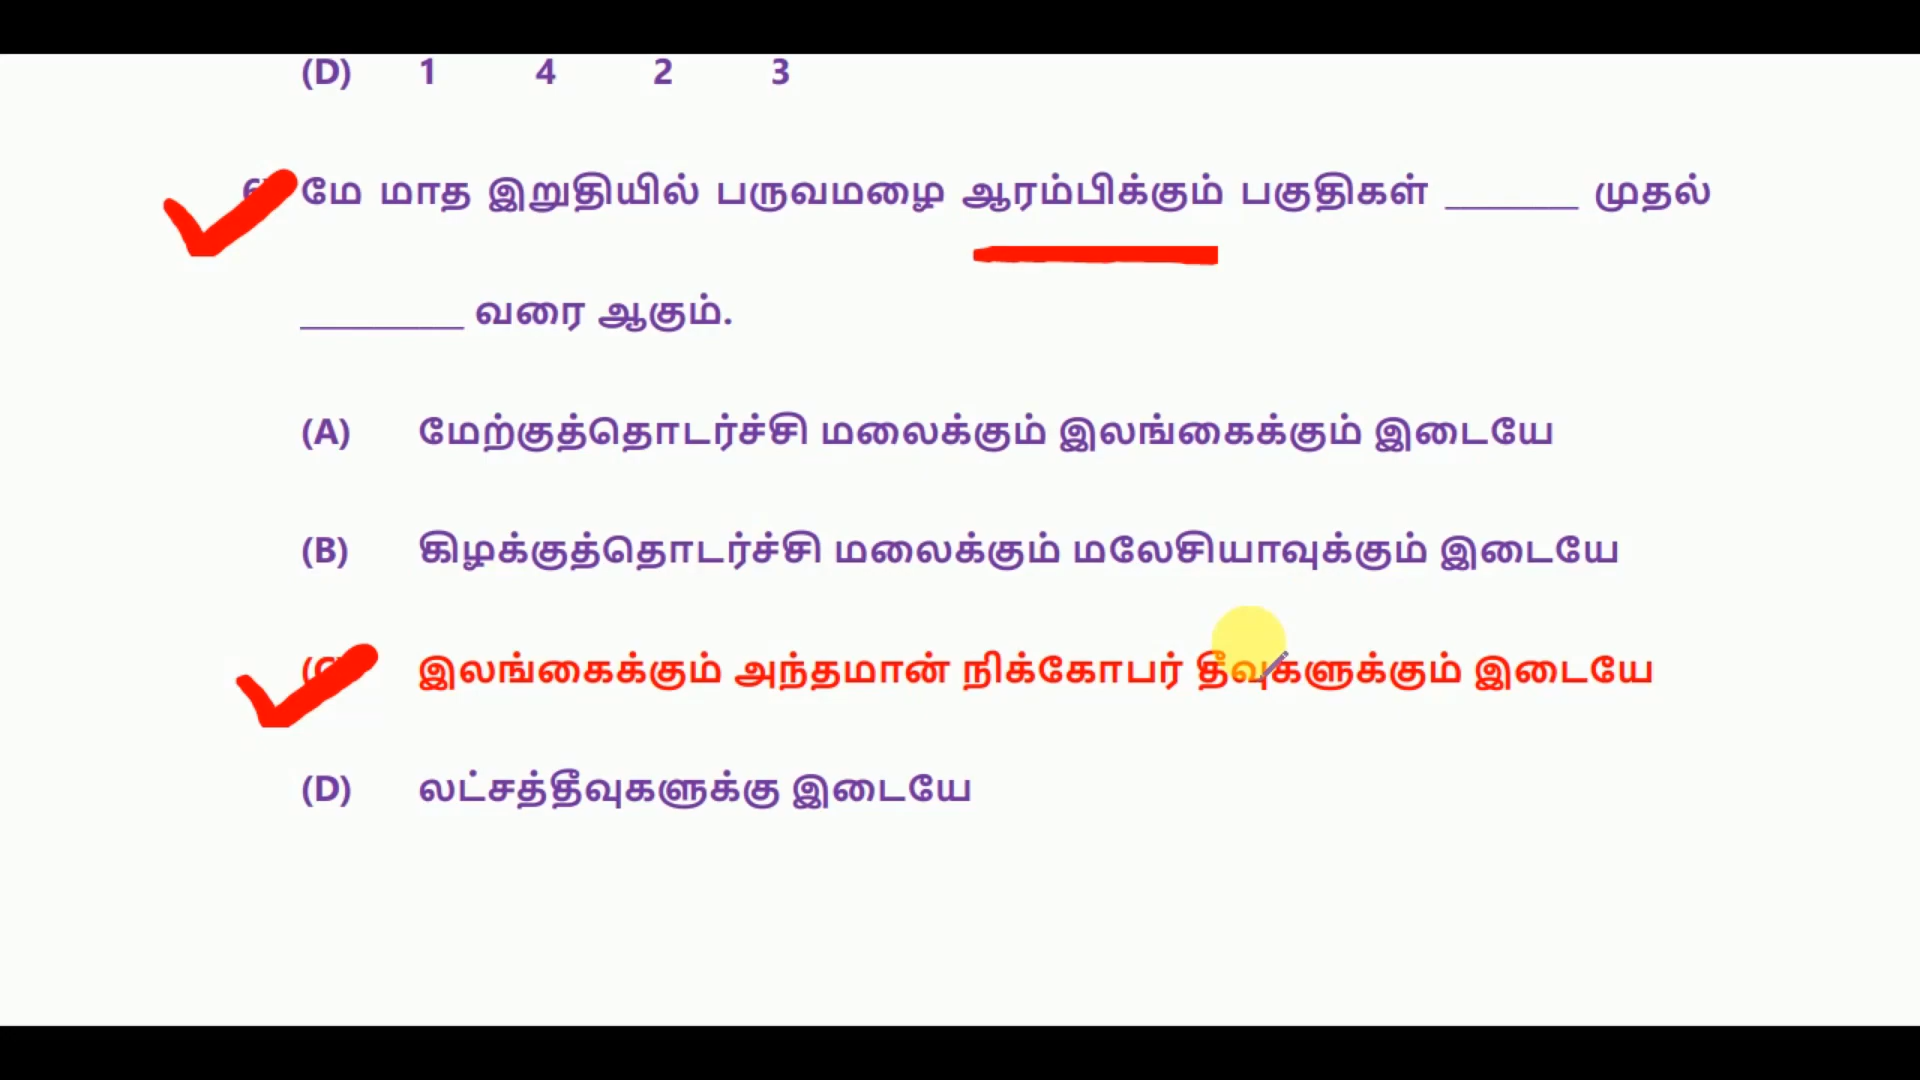 (D) 1 4 2 3
மே மாத இறுதியில் பருவமழை ஆரம்பிக்கும் பகுதிகள் _______ முதல்
_________ வரை ஆகும்.
(A) மேற்குத்தொடர்ச்சி மலைக்கும் இலங்கைக்கும் இடையே
(B) கிழக்குத்தொடர்ச்சி மலைக்கும் மலேசியாவுக்கும் இடையே
(C) இலங்கைக்கும் அந்தமான் நிக்கோபர் தீவுகளுக்கும் இடையே
(D) லட்சத்தீவுகளுக்கு இடையே